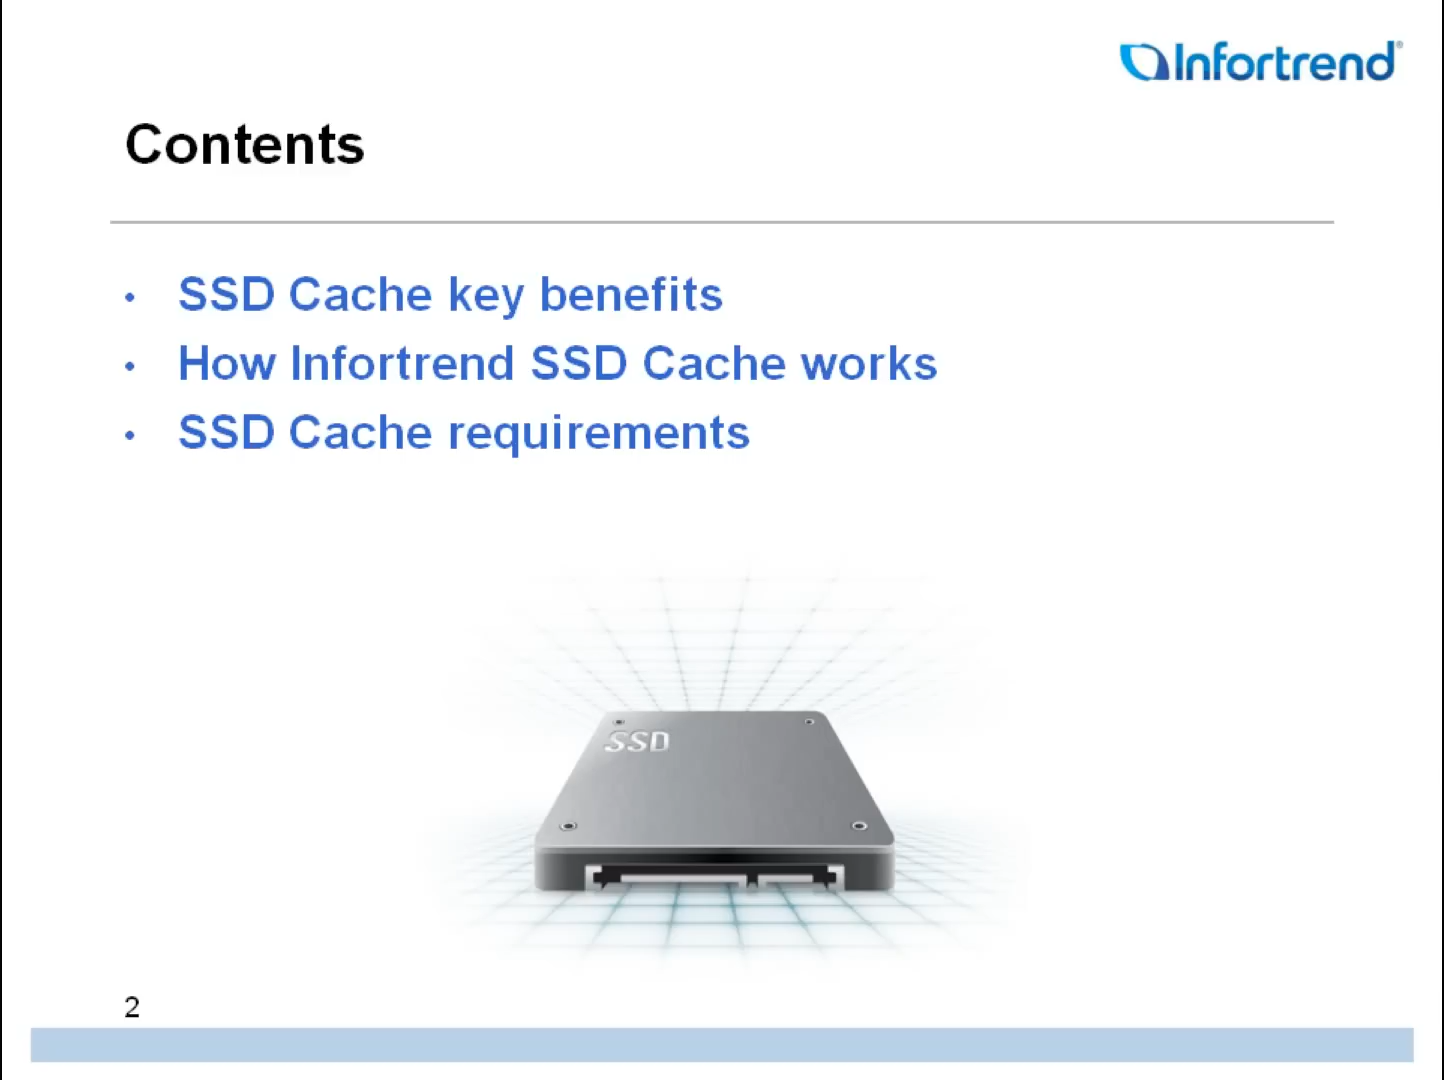 Infortrend®
Contents
• SSD Cache key benefits
• How Infortrend SSD Cache works
• SSD Cache requirements
SSD
2